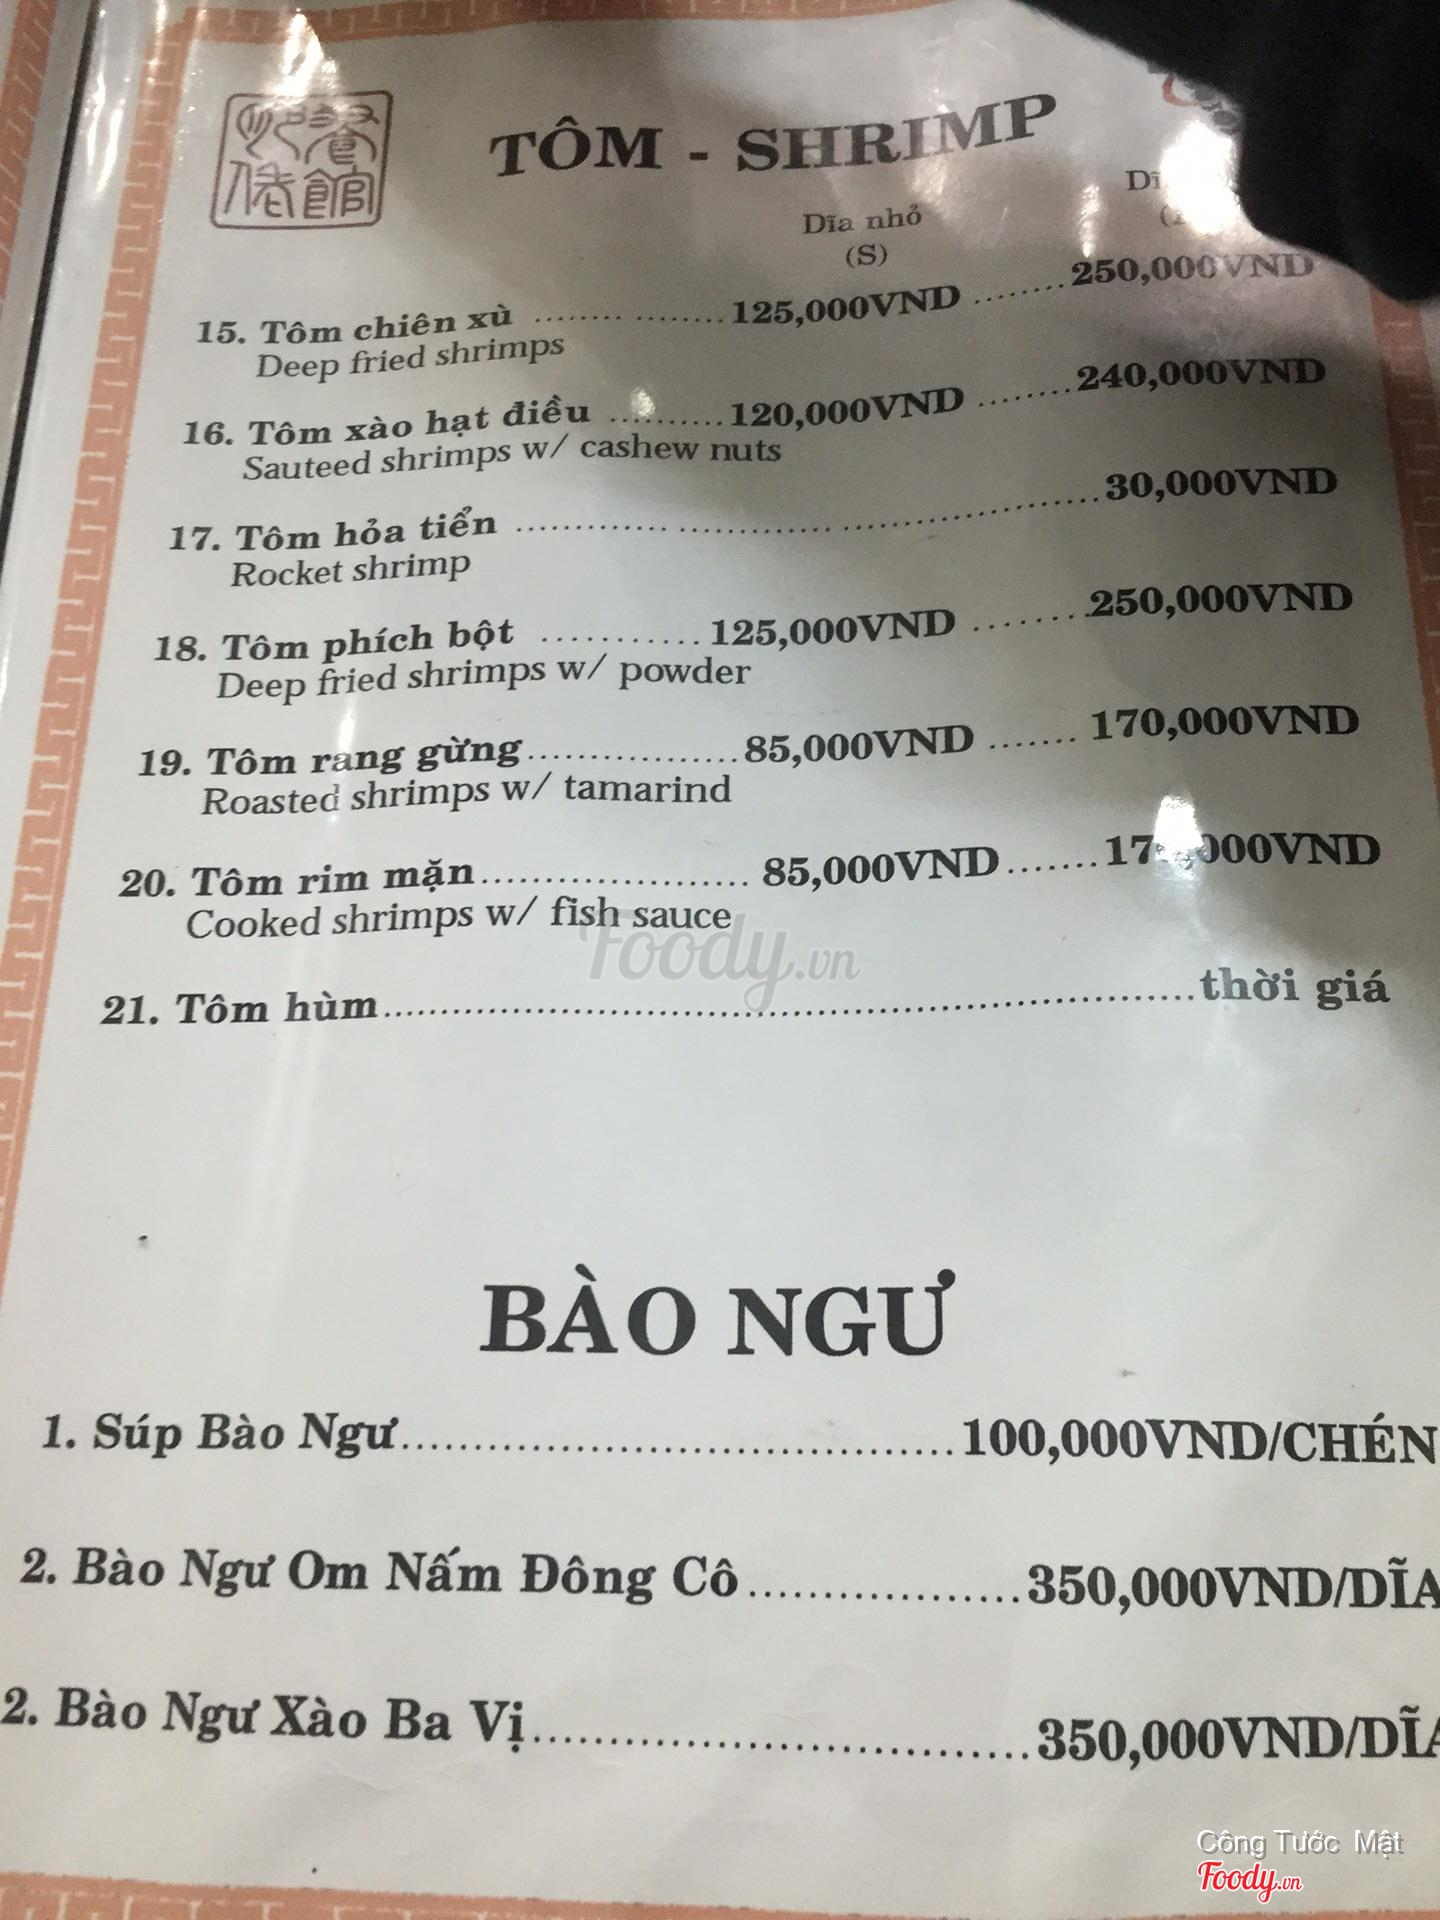 TÔM - SHRIMP
Dĩa nhỏ
(S)
15. Tôm chiên xù ........ ........ 125,000VND ........ 250,000VND
Deep fried shrimps
16. Tôm xào hạt điều .......... 120,000VND ........ 240,000VND
Sauteed shrimps w/ cashew nuts
17. Tôm hỏa tiển ............. ............. ...................... 30,000VND
Rocket shrimp
18. Tôm phích bột ........... 125,000VND ........ 250,000VND
Deep fried shrimps w/ powder
19. Tôm rang gừng ................. 85,000VND ....... 170,000VND
Roasted shrimps w/ tamarind
20. Tôm rim mặn ..................... 85,000VND .......
Cooked shrimps w/ fish sauce
21. Tôm hùm ............................................................ thời giá
Foody.vn
BÀO NGƯ
1. Súp Bào Ngư ...................................... 100,000VND/CHÉN
2. Bào Ngư Om Nấm Đông Cô ................... 350,000VND/DĨA
2. Bào Ngư Xào Ba Vị .................................. 350,000VND/DĨA
Công Tước Mật
Foody.vn